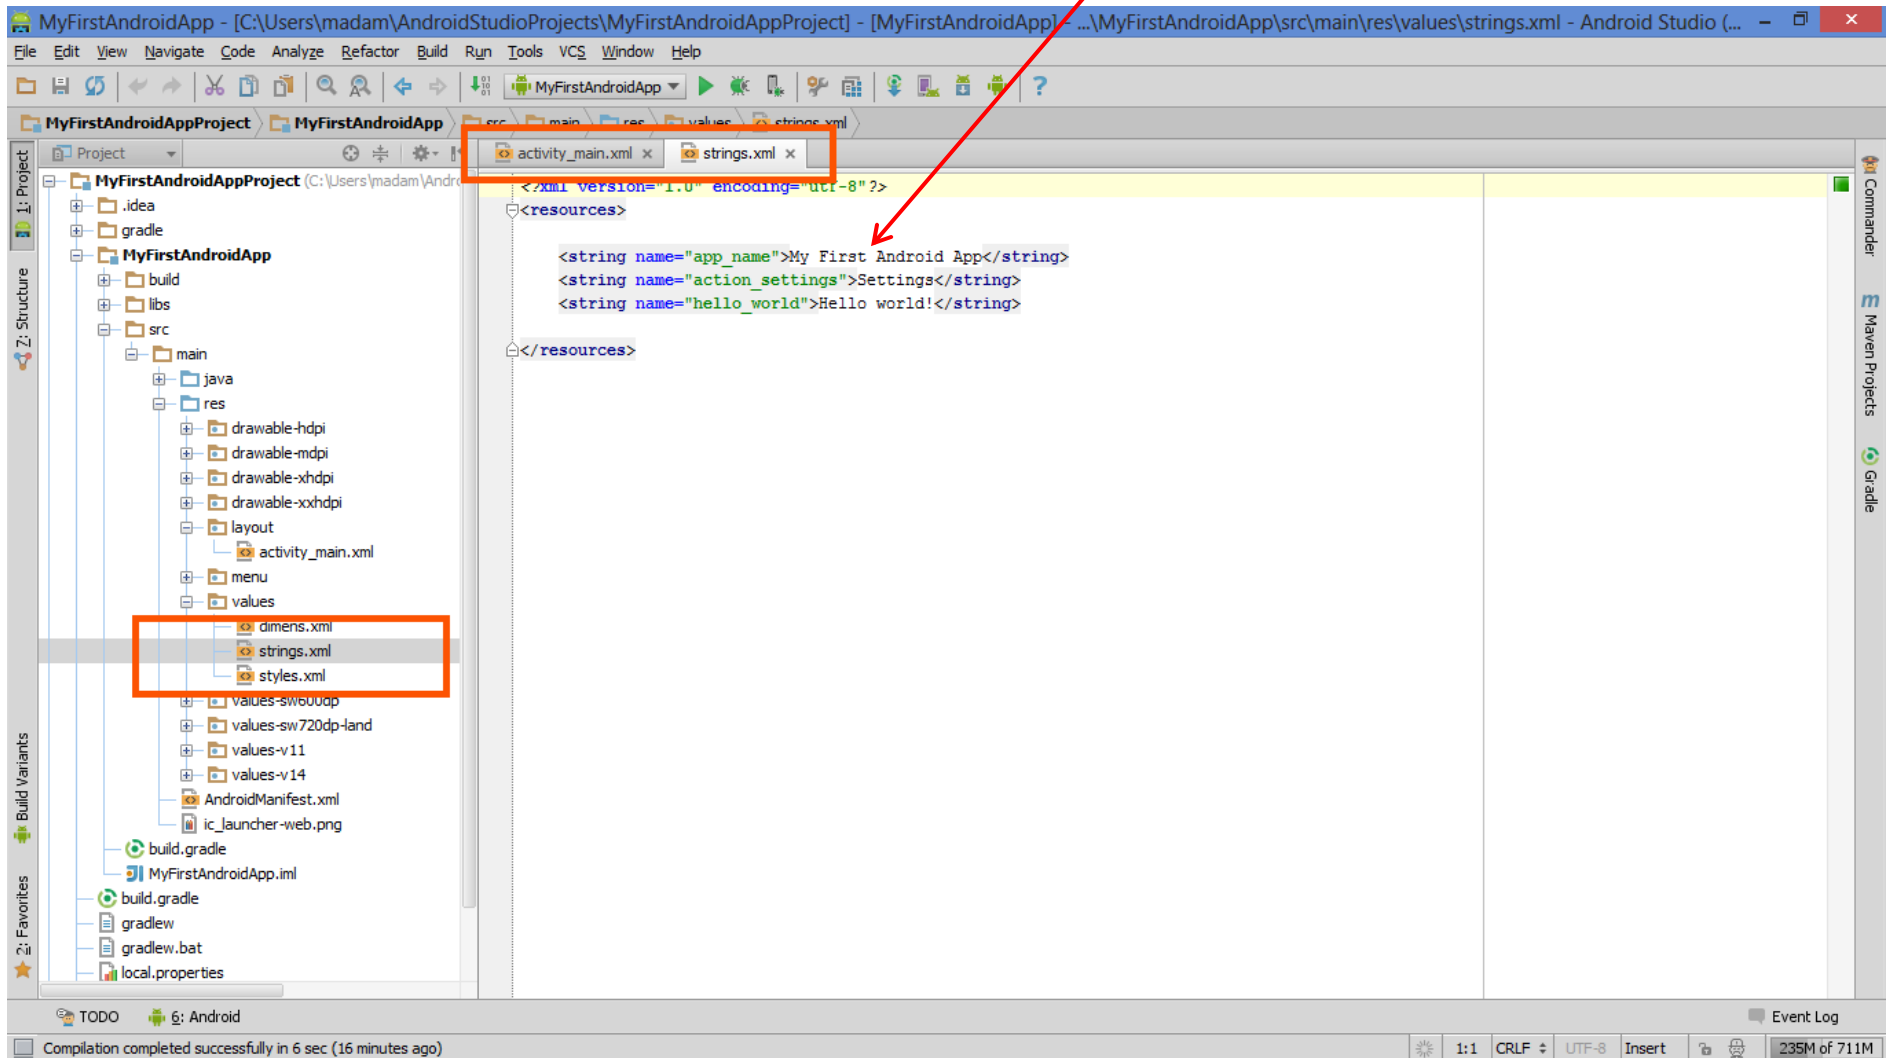 MyFirstAndroidApp - [C:\Users\madam\AndroidStudioProjects\MyFirstAndroidAppProject] - [MyFirstAndroidApp] - ...\MyFirstAndroidApp\src\main\res\values\strings.xml - Android Studio (...
File Edit View Navigate Code Analyze Refactor Build Run Tools VCS Window Help
MyFirstAndroidApp
MyFirstAndroidAppProject MyFirstAndroidApp src main res values strings.xml
Project
activity_main.xml strings.xml
MyFirstAndroidAppProject (C:\Users\madam\Andro
.idea
gradle
MyFirstAndroidApp
build
libs
src
main
java
res
drawable-hdpi
drawable-mdpi
drawable-xhdpi
drawable-xxhdpi
layout
activity_main.xml
menu
values
dimens.xml
strings.xml
styles.xml
values-sw600dp
values-sw720dp-land
values-v11
values-v14
AndroidManifest.xml
ic_launcher-web.png
build.gradle
MyFirstAndroidApp.iml
build.gradle
gradlew
gradlew.bat
local.properties
<?xml version="1.0" encoding="utf-8"?>
<resources>
<string name="app_name">My First Android App</string>
<string name="action_settings">Settings</string>
<string name="hello_world">Hello world!</string>
</resources>
1: Project
Z: Structure
Build Variants
2: Favorites
Commander
m Maven Projects
Gradle
TODO 6: Android Event Log
Compilation completed successfully in 6 sec (16 minutes ago) 1:1 CRLF UTF-8 Insert 235M of 711M